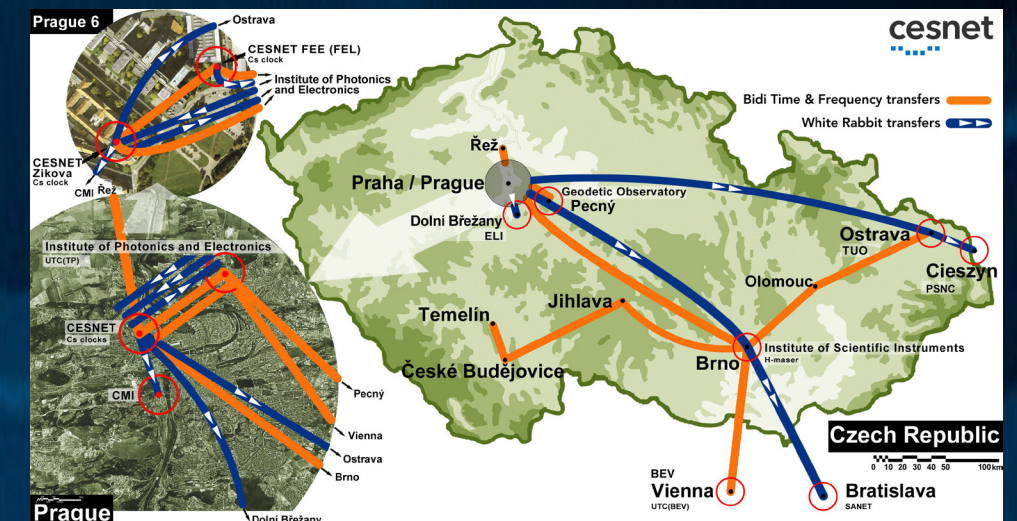 Prague 6
Ostrava
CESNET FEE (FEL)
Cs clock
Institute of Photonics
and Electronics
CESNET
Zikova
Cs clock
CMI
Řež
cesnet
Bidi Time & Frequency transfers
White Rabbit transfers
Řež
Praha / Prague
Geodetic Observatory
Pecný
Dolní Břežany
ELI
Ostrava
TUO
Cieszyn
PSNC
Olomouc
Jihlava
Temelín
České Budějovice
Brno
Institute of Scientific Instruments
H-maser
BEV
Vienna
UTC(BEV)
Bratislava
SANET
Czech Republic
0 10 20 30 40 50 100km
Institute of Photonics and Electronics
UTC(TP)
CESNET
Cs clocks
CMI
Pecný
Vienna
Ostrava
Brno
Dolní Břežany
Prague